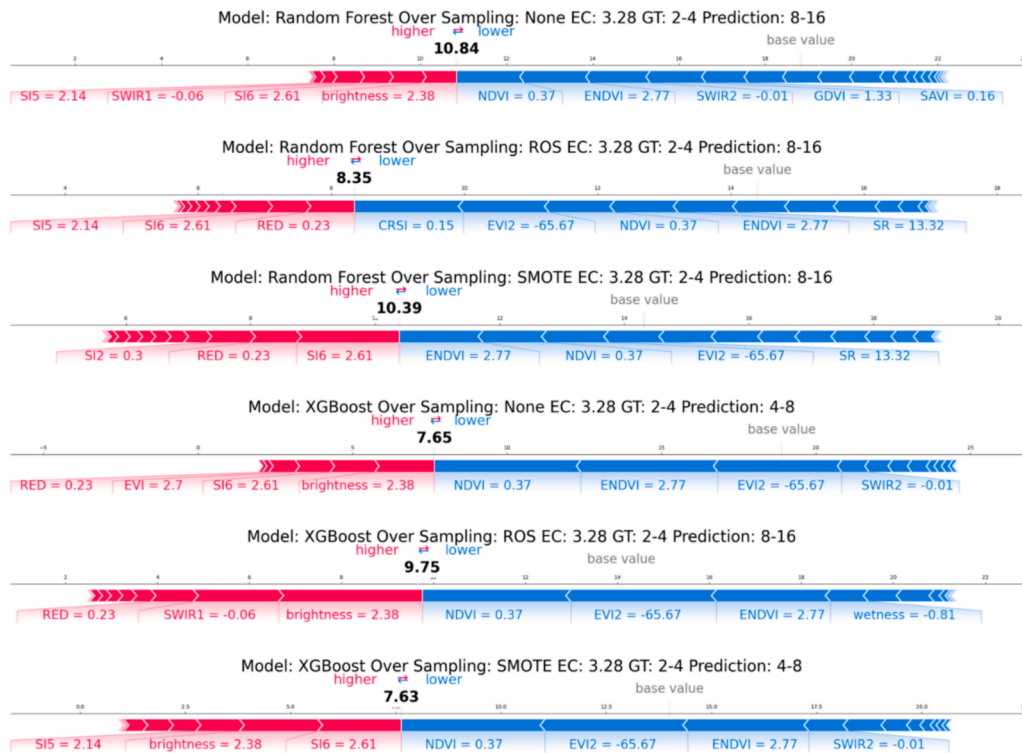 Model: Random Forest Over Sampling: None EC: 3.28 GT: 2-4 Prediction: 8-16
higher ⇄ lower
base value
10.84
2 4 6 8 10 12 14 16 18 20 22
SI5 = 2.14 SWIR1 = -0.06 SI6 = 2.61 brightness = 2.38 NDVI = 0.37 ENDVI = 2.77 SWIR2 = -0.01 GDVI = 1.33 SAVI = 0.16
Model: Random Forest Over Sampling: ROS EC: 3.28 GT: 2-4 Prediction: 8-16
higher ⇄ lower
base value
8.35
4 6 8 10 12 14 16 18
SI5 = 2.14 SI6 = 2.61 RED = 0.23 CRSI = 0.15 EVI2 = -65.67 NDVI = 0.37 ENDVI = 2.77 SR = 13.32
Model: Random Forest Over Sampling: SMOTE EC: 3.28 GT: 2-4 Prediction: 8-16
higher ⇄ lower
base value
10.39
6 8 12 14 16 18 20
SI2 = 0.3 RED = 0.23 SI6 = 2.61 ENDVI = 2.77 NDVI = 0.37 EVI2 = -65.67 SR = 13.32
Model: XGBoost Over Sampling: None EC: 3.28 GT: 2-4 Prediction: 4-8
higher ⇄ lower
base value
7.65
−5 0 5 10 15 20 25
RED = 0.23 EVI = 2.7 SI6 = 2.61 brightness = 2.38 NDVI = 0.37 ENDVI = 2.77 EVI2 = -65.67 SWIR2 = -0.01
Model: XGBoost Over Sampling: ROS EC: 3.28 GT: 2-4 Prediction: 8-16
higher ⇄ lower
base value
9.75
2 4 6 8 10 12 14 16 18 20 22
RED = 0.23 SWIR1 = -0.06 brightness = 2.38 NDVI = 0.37 EVI2 = -65.67 ENDVI = 2.77 wetness = -0.81
Model: XGBoost Over Sampling: SMOTE EC: 3.28 GT: 2-4 Prediction: 4-8
higher ⇄ lower
base value
7.63
0.0 2.5 5.0 10.0 12.5 15.0 17.5 20.0
SI5 = 2.14 brightness = 2.38 SI6 = 2.61 NDVI = 0.37 EVI2 = -65.67 ENDVI = 2.77 SWIR2 = -0.01